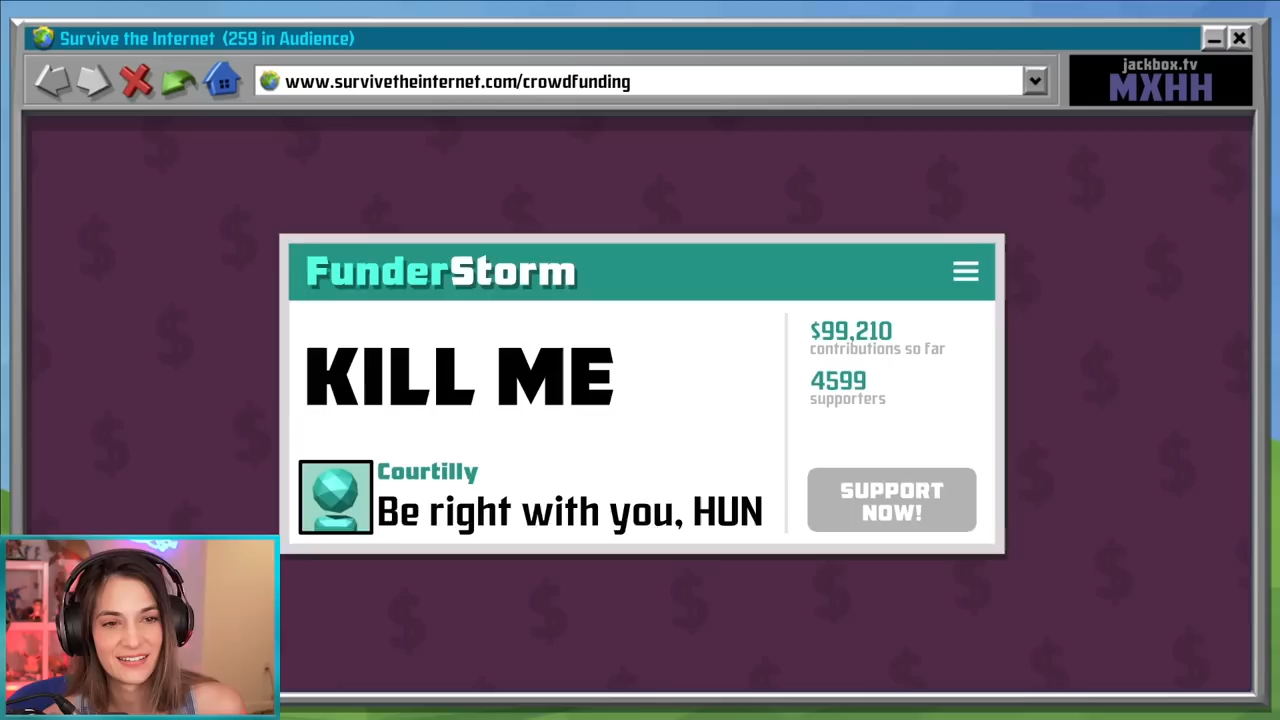 Survive the Internet (259 in Audience)
www.survivetheinternet.com/crowdfunding
jackbox.tv
MXHH
FunderStorm
KILL ME
$99,210
contributions so far
4599
supporters
Courtilly
Be right with you, HUN
SUPPORT
NOW!